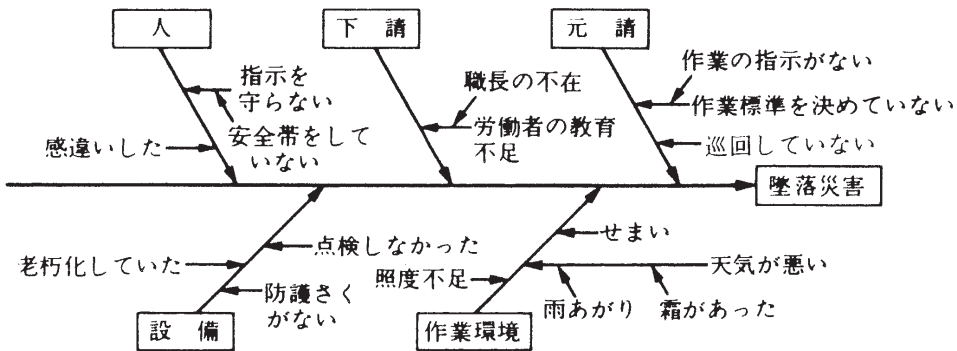 人
下請
元請
指示を
守らない
安全帯をして
いない
感違いした
職長の不在
労働者の教育
不足
作業の指示がない
作業標準を決めていない
巡回していない
墜落災害
点検しなかった
老朽化していた
防護さく
がない
設備
せまい
照度不足
天気が悪い
雨あがり
霜があった
作業環境